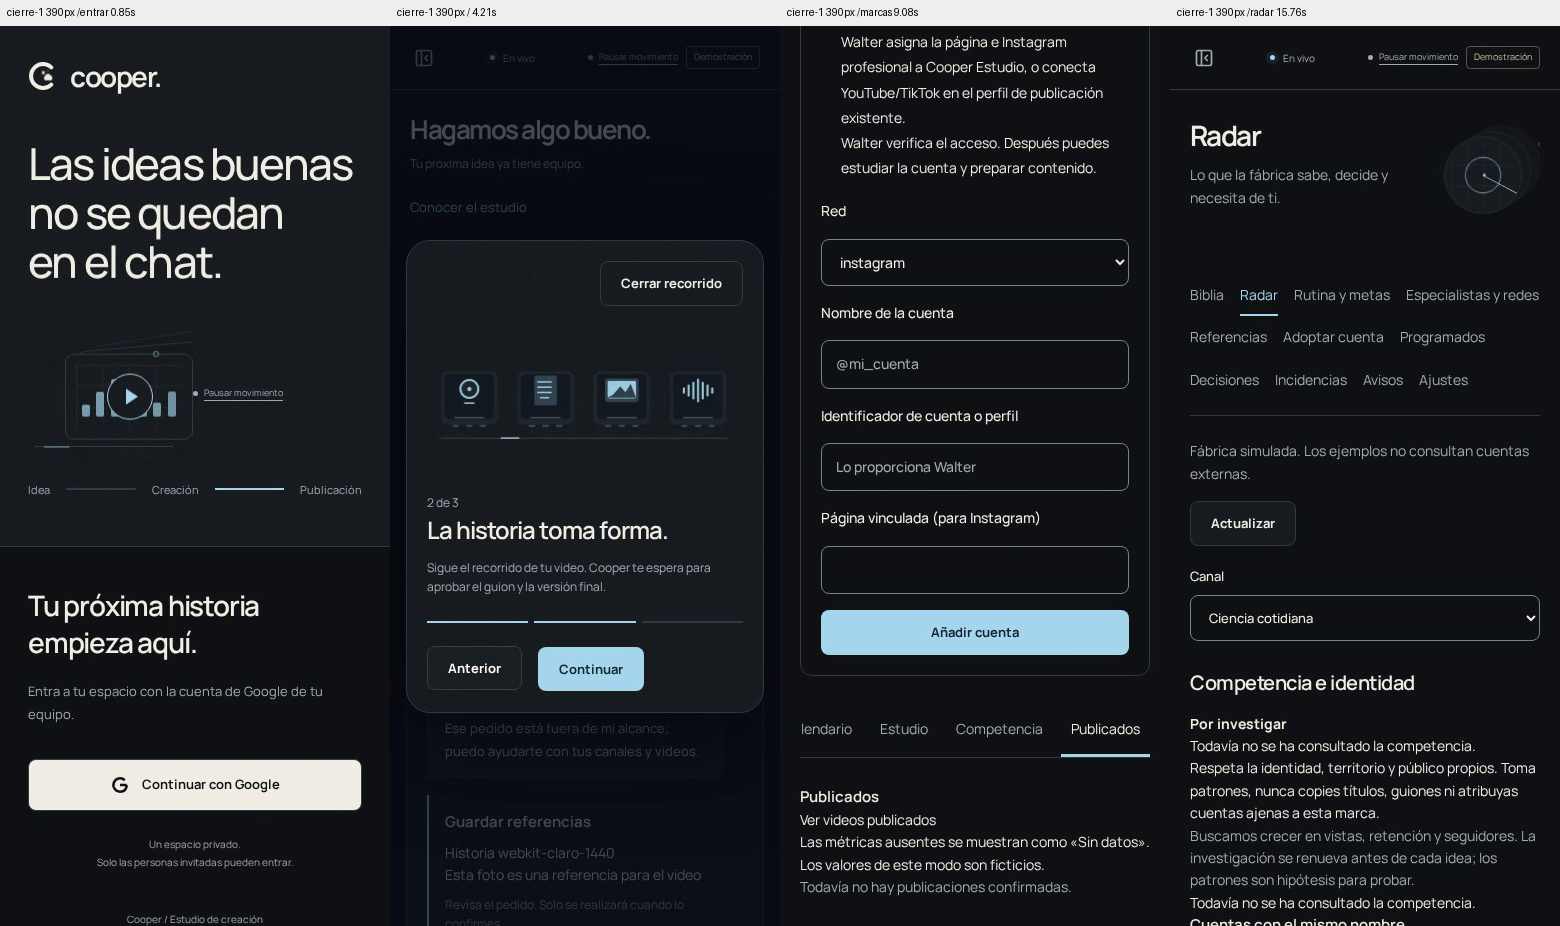 cierre-1 390px /entrar 0.85s
cooper.
Las ideas buenas
no se quedan
en el chat.
Pausar movimiento
Idea
Creación
Publicación
Tu próxima historia
empieza aquí.
Entra a tu espacio con la cuenta de Google de tu
equipo.
G Continuar con Google
Un espacio privado.
Solo las personas invitadas pueden entrar.
Cooper / Estudio de creación
cierre-1 390px / 4.21s
En vivo
Pausar movimiento
Demostración
Hagamos algo bueno.
Tu próxima idea ya tiene equipo.
Conocer el estudio
Cerrar recorrido
2 de 3
La historia toma forma.
Sigue el recorrido de tu video. Cooper te espera para
aprobar el guion y la versión final.
Anterior
Continuar
Ese pedido está fuera de mi alcance;
puedo ayudarte con tus canales y videos.
Guardar referencias
Historia webkit-claro-1440
Esta foto es una referencia para el video
Revisa el pedido. Solo se realizará cuando lo
confirmes.
cierre-1 390px /marcas 9.08s
Walter asigna la página e Instagram
profesional a Cooper Estudio, o conecta
YouTube/TikTok en el perfil de publicación
existente.
Walter verifica el acceso. Después puedes
estudiar la cuenta y preparar contenido.
Red
instagram
Nombre de la cuenta
@mi_cuenta
Identificador de cuenta o perfil
Lo proporciona Walter
Página vinculada (para Instagram)
Añadir cuenta
lendario
Estudio
Competencia
Publicados
Publicados
Ver videos publicados
Las métricas ausentes se muestran como «Sin datos».
Los valores de este modo son ficticios.
Todavía no hay publicaciones confirmadas.
cierre-1 390px /radar 15.76s
En vivo
Pausar movimiento
Demostración
Radar
Lo que la fábrica sabe, decide y
necesita de ti.
Biblia
Radar
Rutina y metas
Especialistas y redes
Referencias
Adoptar cuenta
Programados
Decisiones
Incidencias
Avisos
Ajustes
Fábrica simulada. Los ejemplos no consultan cuentas
externas.
Actualizar
Canal
Ciencia cotidiana
Competencia e identidad
Por investigar
Todavía no se ha consultado la competencia.
Respeta la identidad, territorio y público propios. Toma
patrones, nunca copies títulos, guiones ni atribuyas
cuentas ajenas a esta marca.
Buscamos crecer en vistas, retención y seguidores. La
investigación se renueva antes de cada idea; los
patrones son hipótesis para probar.
Todavía no se ha consultado la competencia.
Cuentas con el mismo nombre